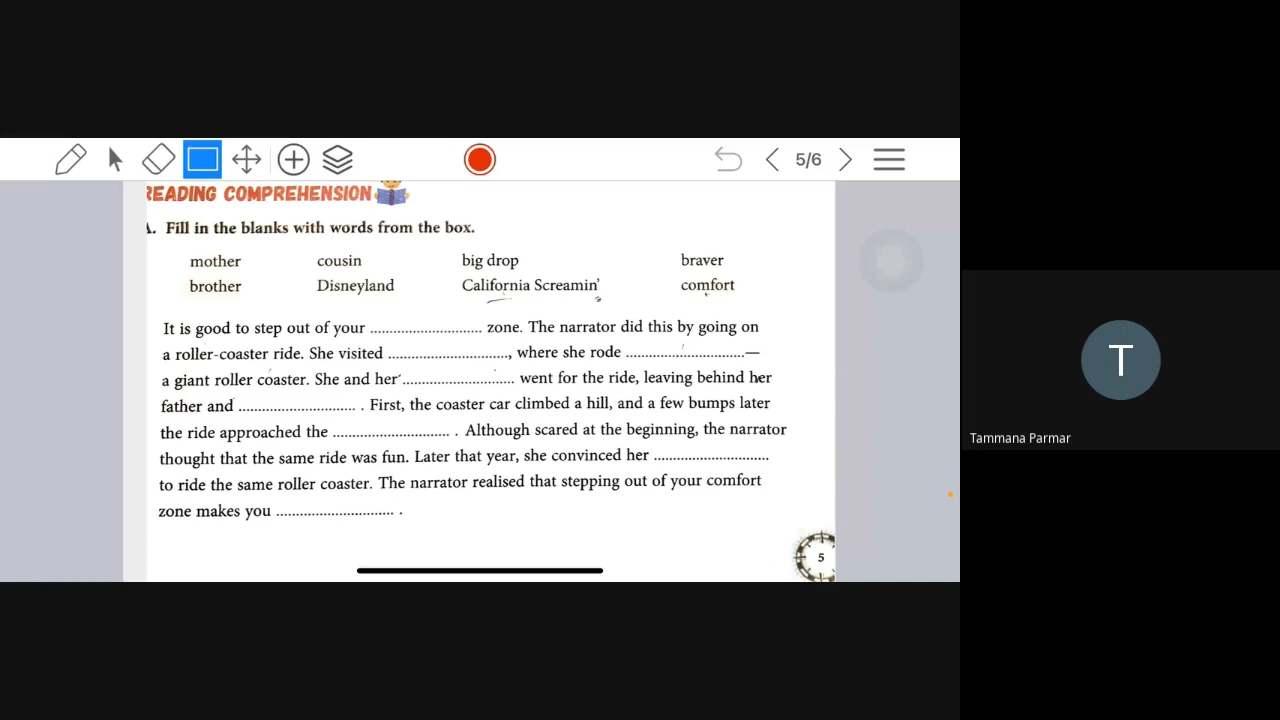 5/6
READING COMPREHENSION
A. Fill in the blanks with words from the box.
mother cousin big drop braver
brother Disneyland California Screamin' comfort
It is good to step out of your .............................. zone. The narrator did this by going on
a roller-coaster ride. She visited .............................., where she rode ..............................—
a giant roller coaster. She and her .............................. went for the ride, leaving behind her
father and .............................. . First, the coaster car climbed a hill, and a few bumps later
the ride approached the .............................. . Although scared at the beginning, the narrator
thought that the same ride was fun. Later that year, she convinced her ..............................
to ride the same roller coaster. The narrator realised that stepping out of your comfort
zone makes you .............................. .
5
T
Tammana Parmar